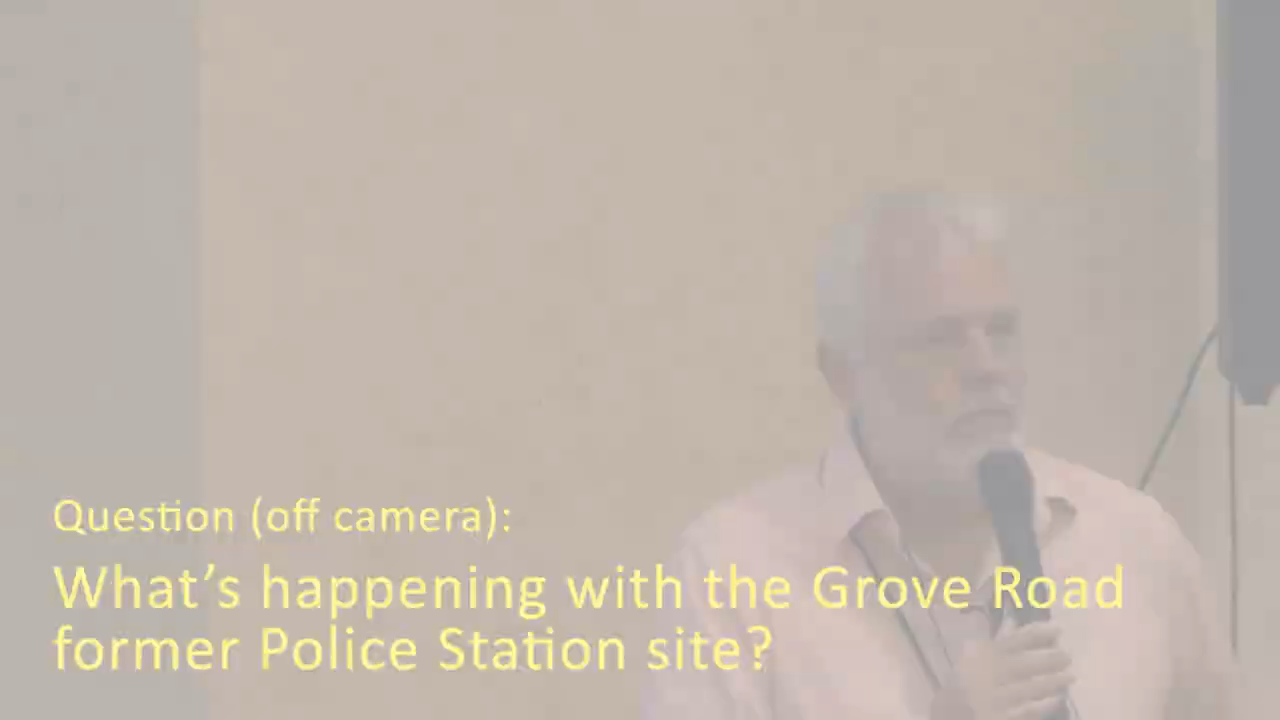 Question (off camera):
What’s happening with the Grove Road
former Police Station site?